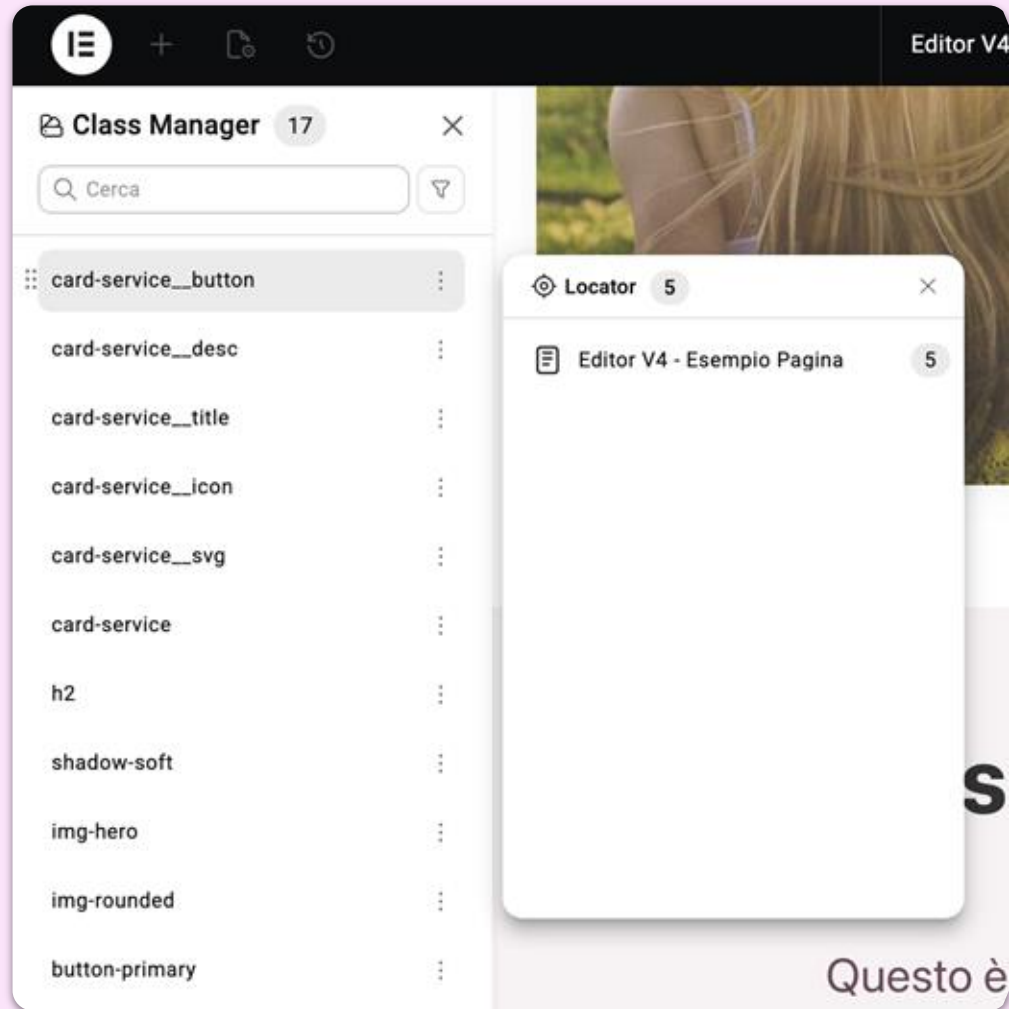 Editor V4
Class Manager 17
Cerca
card-service__button
card-service__desc
card-service__title
card-service__icon
card-service__svg
card-service
h2
shadow-soft
img-hero
img-rounded
button-primary
Locator 5
Editor V4 - Esempio Pagina 5
s
Questo è